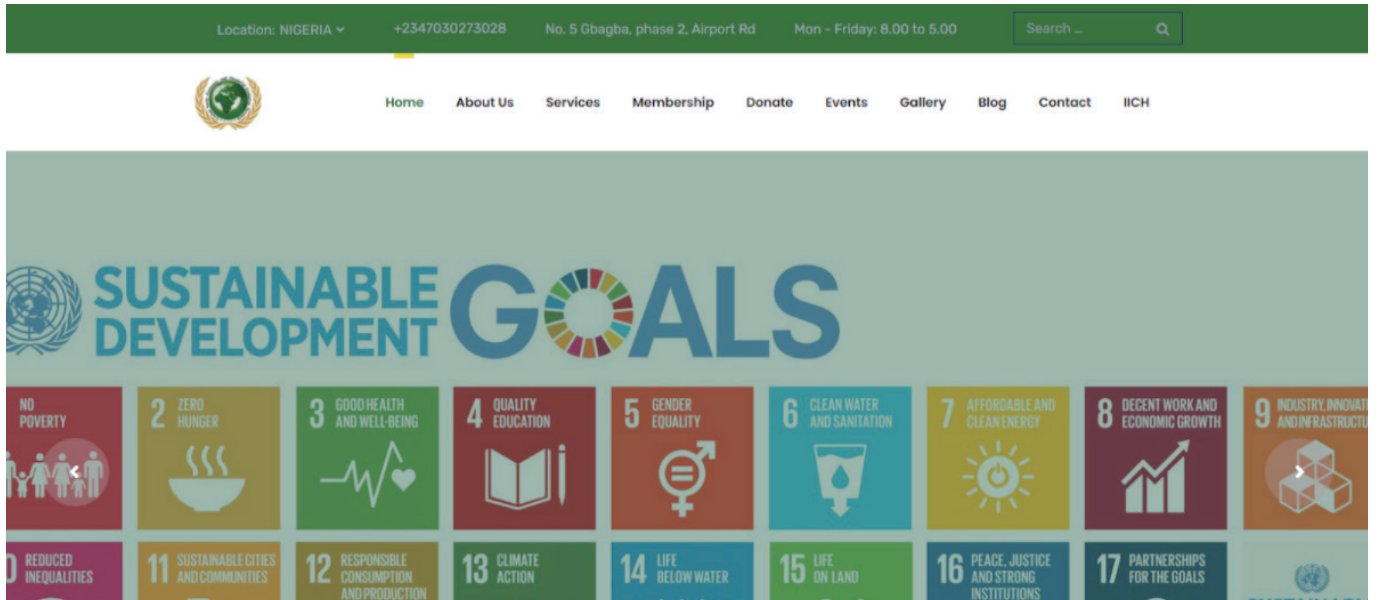 Location: NIGERIA +2347030273028 No. 5 Gbagba, phase 2, Airport Rd Mon - Friday: 8.00 to 5.00 Search ...
Home About Us Services Membership Donate Events Gallery Blog Contact IICH
SUSTAINABLE
DEVELOPMENT
GOALS
NO
POVERTY
2 ZERO
HUNGER
3 GOOD HEALTH
AND WELL-BEING
4 QUALITY
EDUCATION
5 GENDER
EQUALITY
6 CLEAN WATER
AND SANITATION
7 AFFORDABLE AND
CLEAN ENERGY
8 DECENT WORK AND
ECONOMIC GROWTH
9 INDUSTRY, INNOVATI
AND INFRASTRUCTU
0 REDUCED
INEQUALITIES
11 SUSTAINABLE CITIES
AND COMMUNITIES
12 RESPONSIBLE
CONSUMPTION
AND PRODUCTION
13 CLIMATE
ACTION
14 LIFE
BELOW WATER
15 LIFE
ON LAND
16 PEACE, JUSTICE
AND STRONG
INSTITUTIONS
17 PARTNERSHIPS
FOR THE GOALS